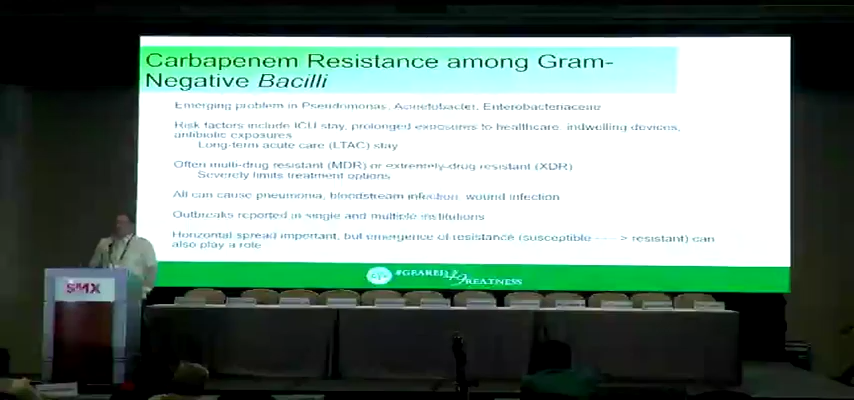 Carbapenem Resistance among Gram-
Negative Bacilli
Emerging problem in Pseudomonas, Acinetobacter, Enterobacteriaceae
Risk factors include ICU stay, prolonged exposures to healthcare, indwelling devices,
antibiotic exposures
Long-term acute care (LTAC) stay
Often multi-drug resistant (MDR) or extremely-drug resistant (XDR)
Severely limits treatment options
All can cause pneumonia, bloodstream infection, wound infection
Outbreaks reported in single and multiple institutions
Horizontal spread important, but emergence of resistance (susceptible ----> resistant) can
also play a role
SMX